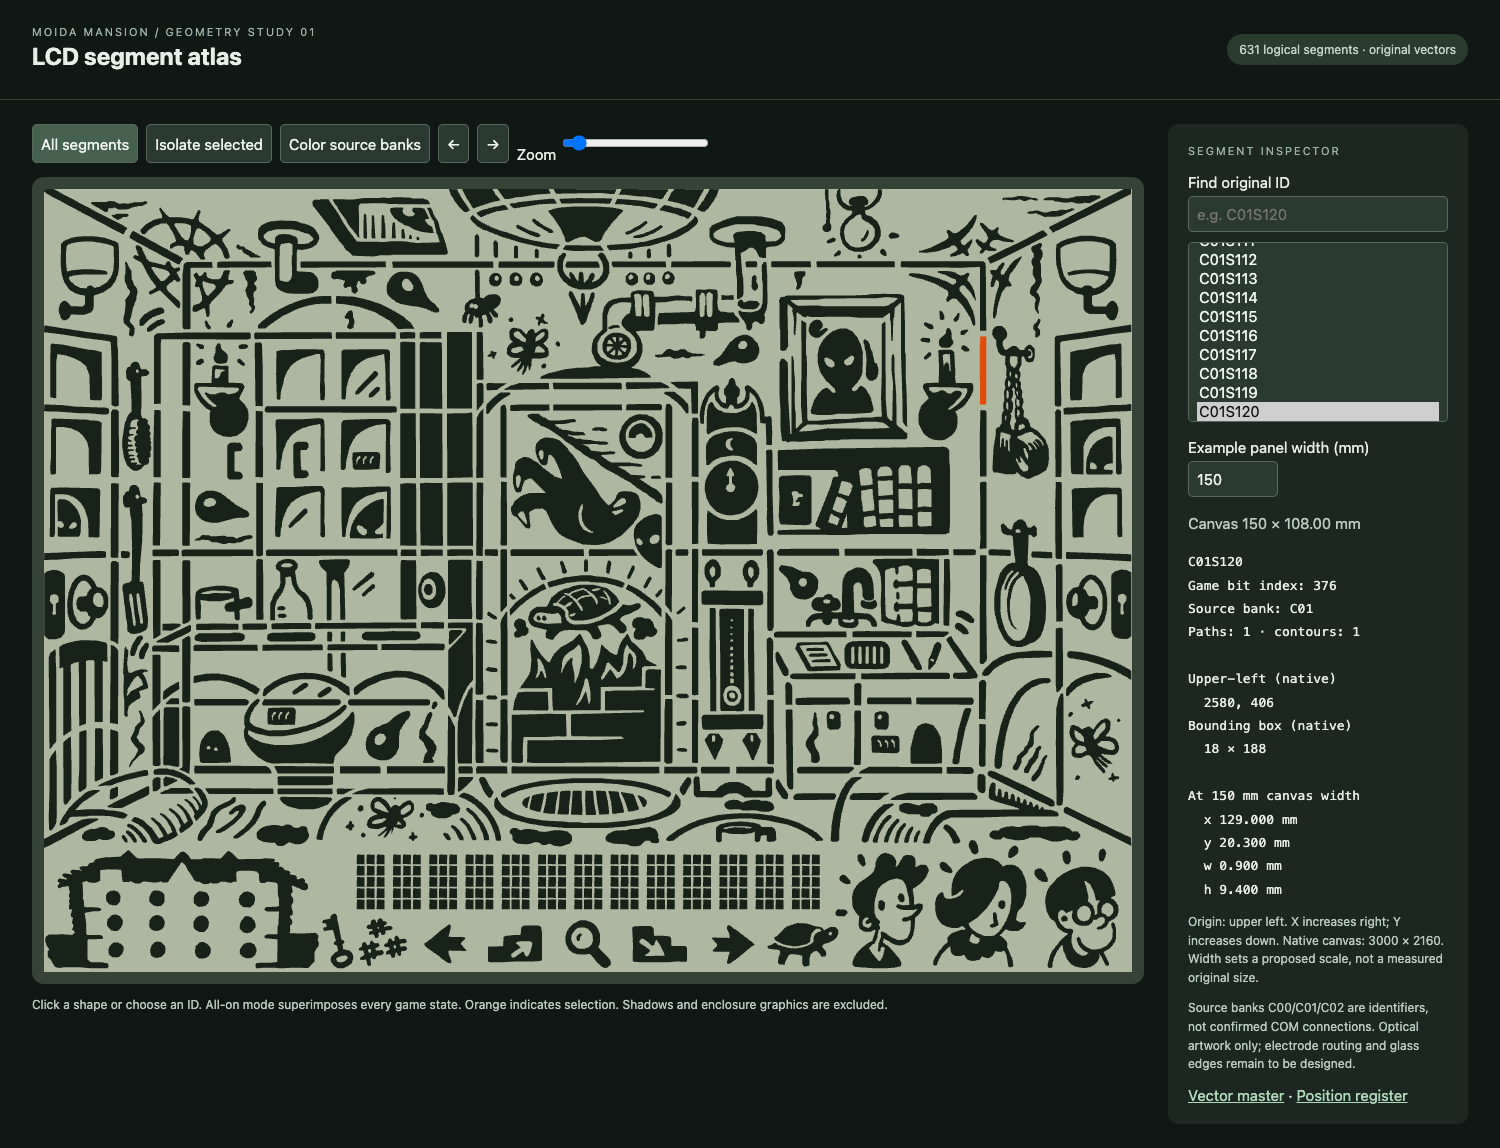 MOIDA MANSION / GEOMETRY STUDY 01
LCD segment atlas
631 logical segments · original vectors
All segments
Isolate selected
Color source banks
←
→
Zoom
SEGMENT INSPECTOR
Find original ID
e.g. C01S120
C01S111
C01S112
C01S113
C01S114
C01S115
C01S116
C01S117
C01S118
C01S119
C01S120
Example panel width (mm)
150
Canvas 150 × 108.00 mm
C01S120
Game bit index: 376
Source bank: C01
Paths: 1 · contours: 1
Upper-left (native)
2580, 406
Bounding box (native)
18 × 188
At 150 mm canvas width
x 129.000 mm
y 20.300 mm
w 0.900 mm
h 9.400 mm
Origin: upper left. X increases right; Y
increases down. Native canvas: 3000 × 2160.
Width sets a proposed scale, not a measured
original size.
Source banks C00/C01/C02 are identifiers,
not confirmed COM connections. Optical
artwork only; electrode routing and glass
edges remain to be designed.
Vector master · Position register
Click a shape or choose an ID. All-on mode superimposes every game state. Orange indicates selection. Shadows and enclosure graphics are excluded.